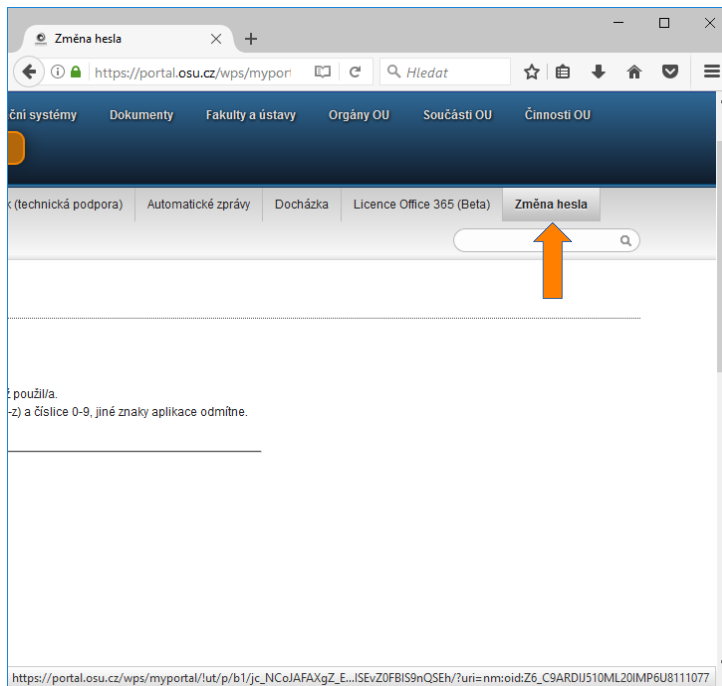 Změna hesla
https://portal.osu.cz/wps/myport
Hledat
ční systémy Dokumenty Fakulty a ústavy Orgány OU Součásti OU Činnosti OU
(technická podpora) Automatické zprávy Docházka Licence Office 365 (Beta) Změna hesla
ž použil/a.
-z) a číslice 0-9, jiné znaky aplikace odmítne.
https://portal.osu.cz/wps/myportal/!ut/p/b1/jc_NCoJAFAXgZ_E...lSEvZ0FBIS9nQSEh/?uri=nm:oid:Z6_C9ARDIJ510ML20IMP6U8111077